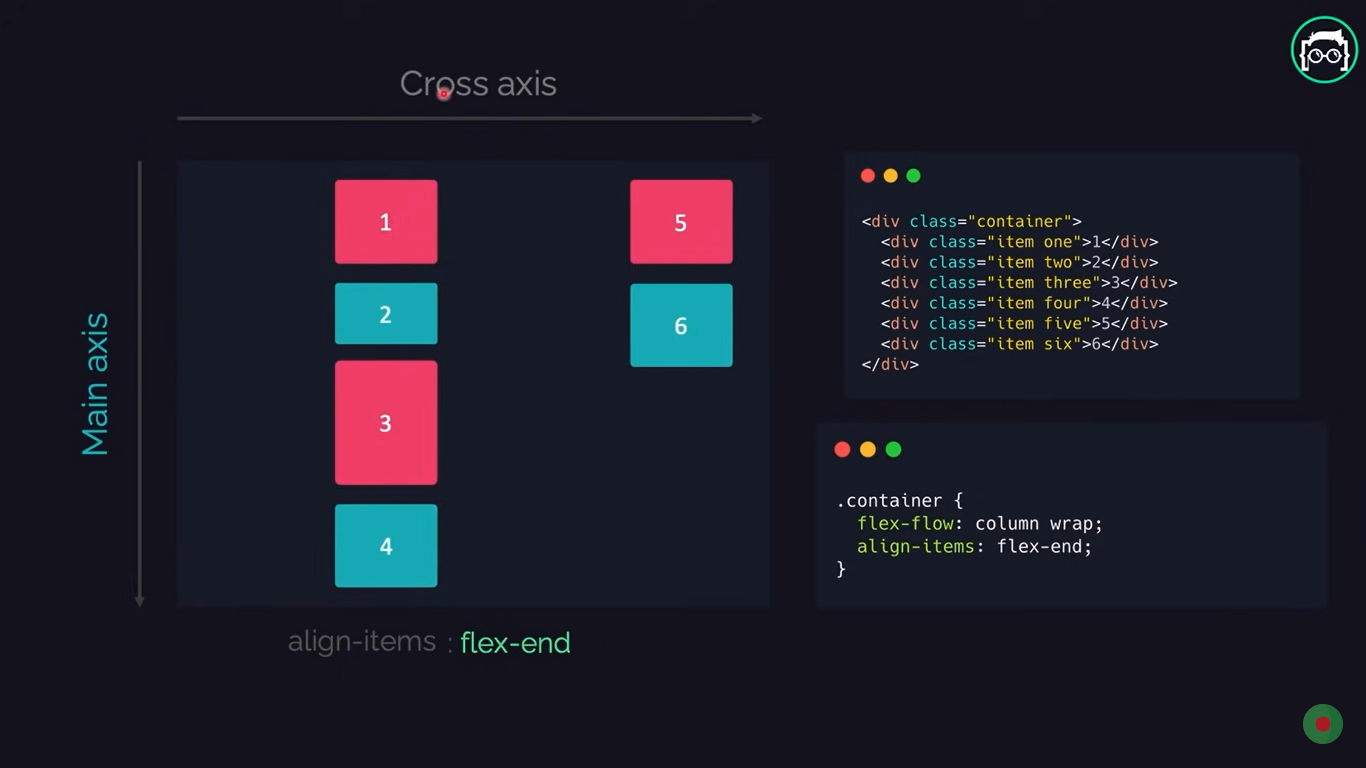 Cross axis
Main axis
1
2
3
4
5
6
align-items : flex-end
<div class="container">
<div class="item one">1</div>
<div class="item two">2</div>
<div class="item three">3</div>
<div class="item four">4</div>
<div class="item five">5</div>
<div class="item six">6</div>
</div>
.container {
flex-flow: column wrap;
align-items: flex-end;
}